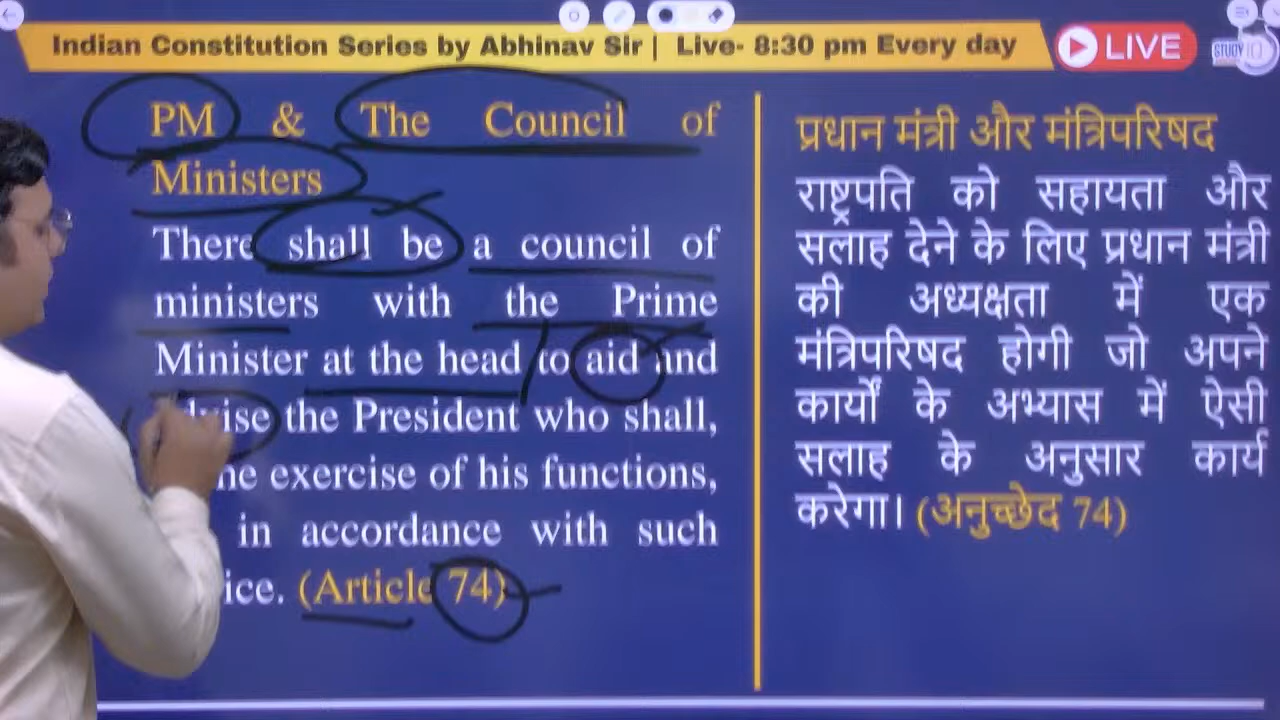 Indian Constitution Series by Abhinav Sir | Live- 8:30 pm Every day
LIVE
STUDY IQ
PM & The Council of
Ministers
There shall be a council of
ministers with the Prime
Minister at the head to aid and
the President who shall,
exercise of his functions,
in accordance with such
(Article 74)
प्रधान मंत्री और मंत्रिपरिषद
राष्ट्रपति को सहायता और
सलाह देने के लिए प्रधान मंत्री
की अध्यक्षता में एक
मंत्रिपरिषद होगी जो अपने
कार्यों के अभ्यास में ऐसी
सलाह के अनुसार कार्य
करेगा। (अनुच्छेद 74)